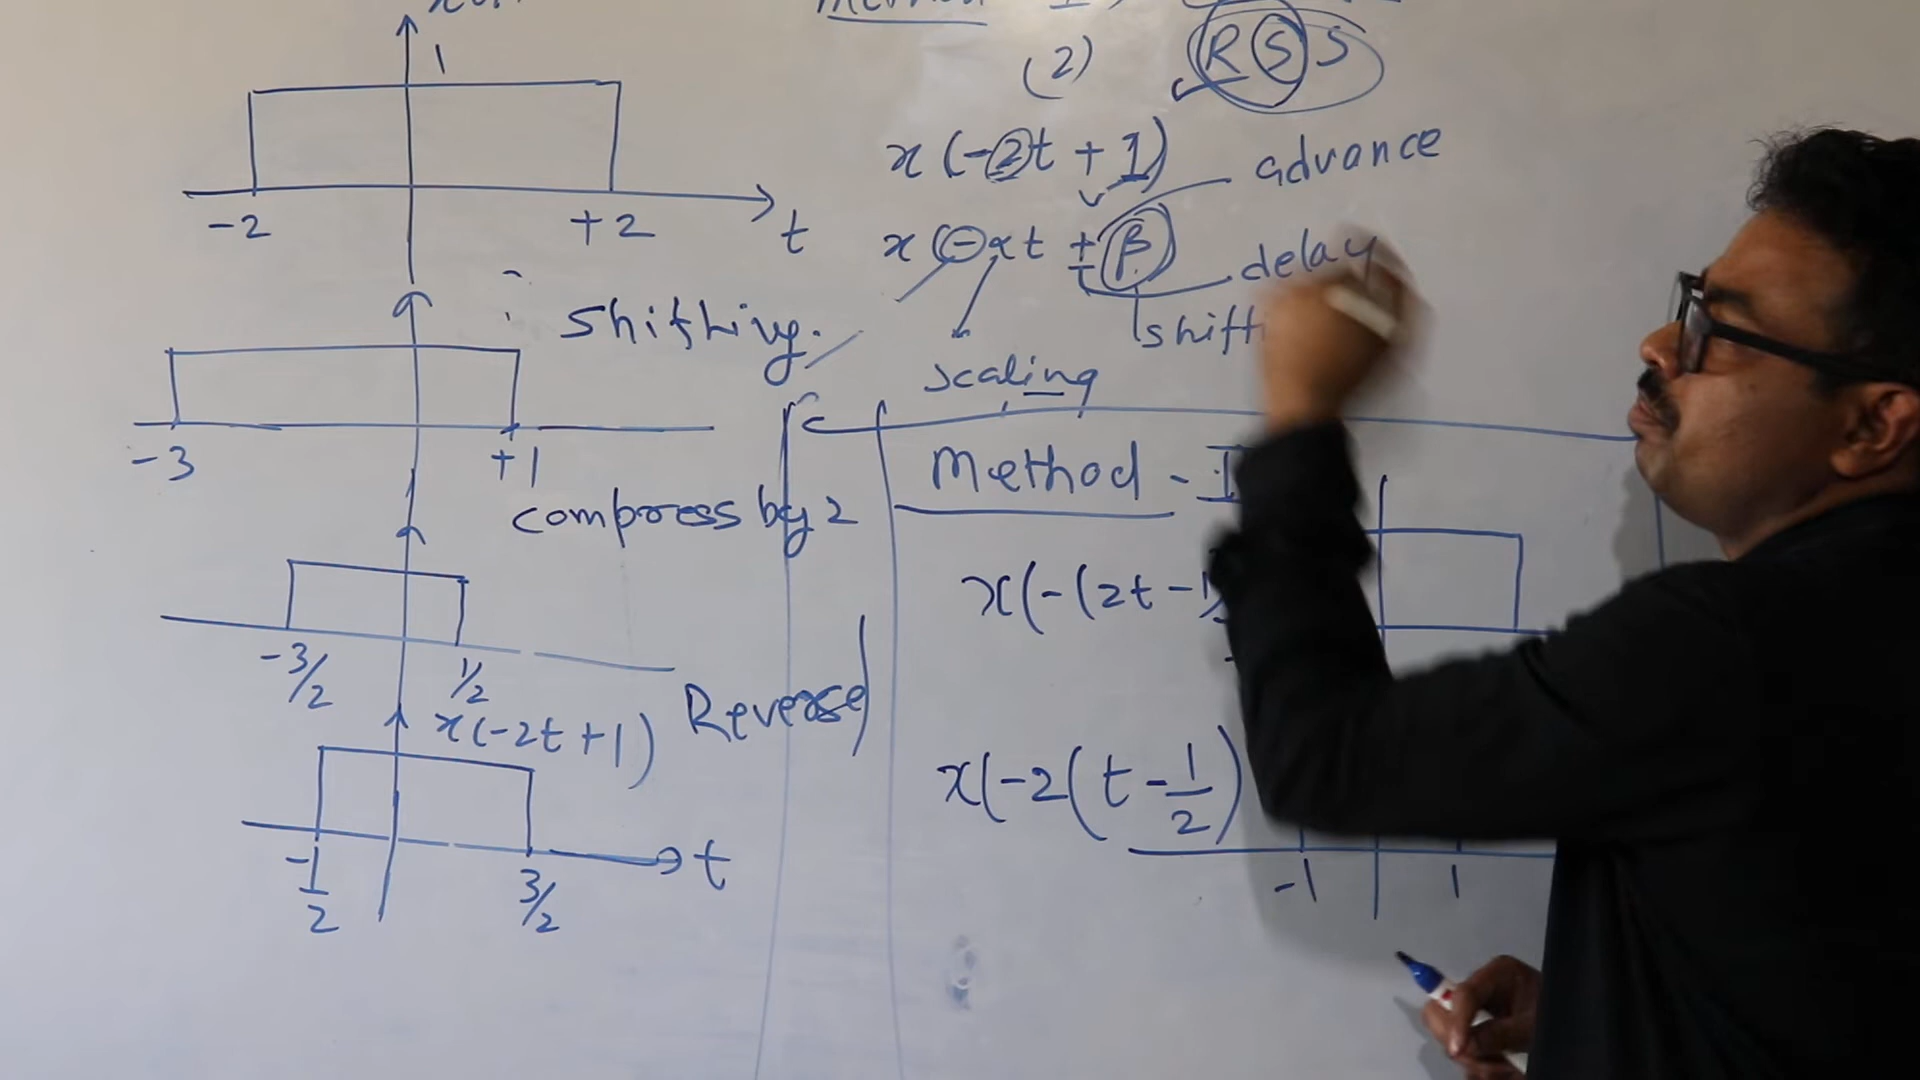 1
-2 +2 t
shifting.
-3 +1
compress by 2
-3/2 1/2
x(-2t+1) Reverse
-1/2 3/2 t
(2) RSS
x(-2t + 1) advance
x(-αt ± β) delay
shifti
scaling
Method - I
x(-(2t-1)
x(-2(t-1/2)
-1 1